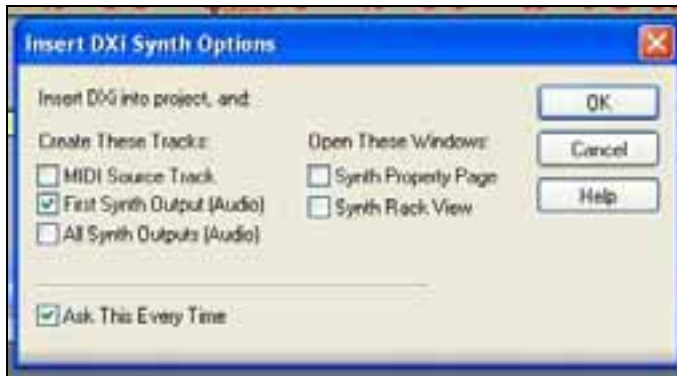 Insert DXi Synth Options
Insert DXi into project, and:
Create These Tracks:
MIDI Source Track
First Synth Output (Audio)
All Synth Outputs (Audio)
Open These Windows:
Synth Property Page
Synth Rack View
OK
Cancel
Help
Ask This Every Time